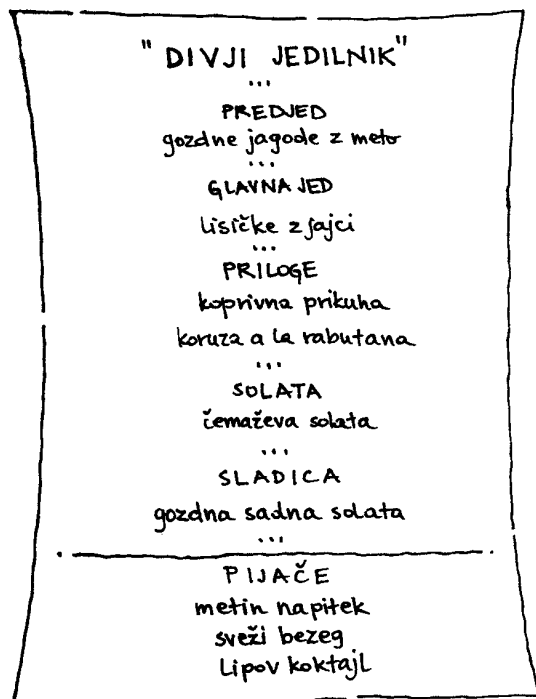 "DIVJI JEDILNIK"
...
PREDJED
gozdne jagode z meto
...
GLAVNA JED
lisičke z jajci
...
PRILOGE
koprivna prikuha
koruza a la rabutana
...
SOLATA
čemaževa solata
...
SLADICA
gozdna sadna solata
...
PIJAČE
metin napitek
sveži bezeg
Lipov koktajl